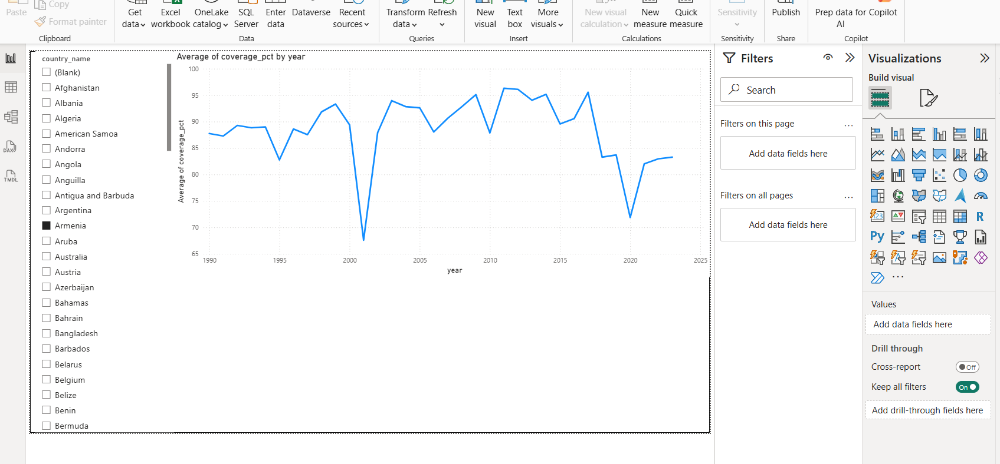 Paste
Copy
Format painter
Clipboard
Get
data
Excel
workbook
OneLake
catalog
SQL
Server
Enter
data
Dataverse
Recent
sources
Data
Transform
data
Refresh
Queries
New
visual
Text
box
More
visuals
Insert
New visual
calculation
New
measure
Quick
measure
Calculations
Sensitivity
Sensitivity
Publish
Share
Prep data for
AI
Copilot
Copilot
DAX
TMDL
country_name
(Blank)
Afghanistan
Albania
Algeria
American Samoa
Andorra
Angola
Anguilla
Antigua and Barbuda
Argentina
Armenia
Aruba
Australia
Austria
Azerbaijan
Bahamas
Bahrain
Bangladesh
Barbados
Belarus
Belgium
Belize
Benin
Bermuda
Average of coverage_pct by year
Average of coverage_pct
100
95
90
85
80
75
70
65
1990
1995
2000
2005
2010
2015
2020
2025
year
Filters
Search
Filters on this page
...
Add data fields here
Filters on all pages
...
Add data fields here
Visualizations
Build visual
123
R
Py
...
Values
Add data fields here
Drill through
Cross-report
Off
Keep all filters
On
Add drill-through fields here